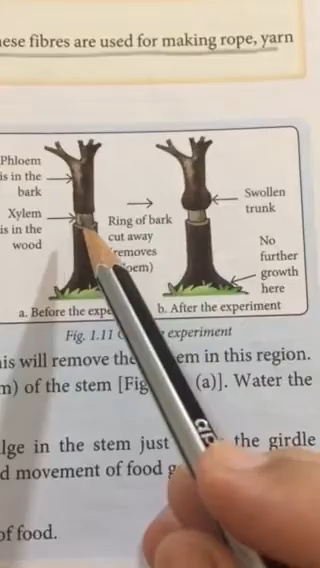 ese fibres are used for making rope, yarn
Phloem
is in the
bark
Xylem
is in the
wood
Ring of bark
cut away
removes
Swollen
trunk
No
further
growth
here
a. Before the expe
b. After the experiment
Fig. 1.11 experiment
is will remove the em in this region.
m) of the stem [Fig (a)]. Water the
lge in the stem just the girdle
d movement of food
of food.